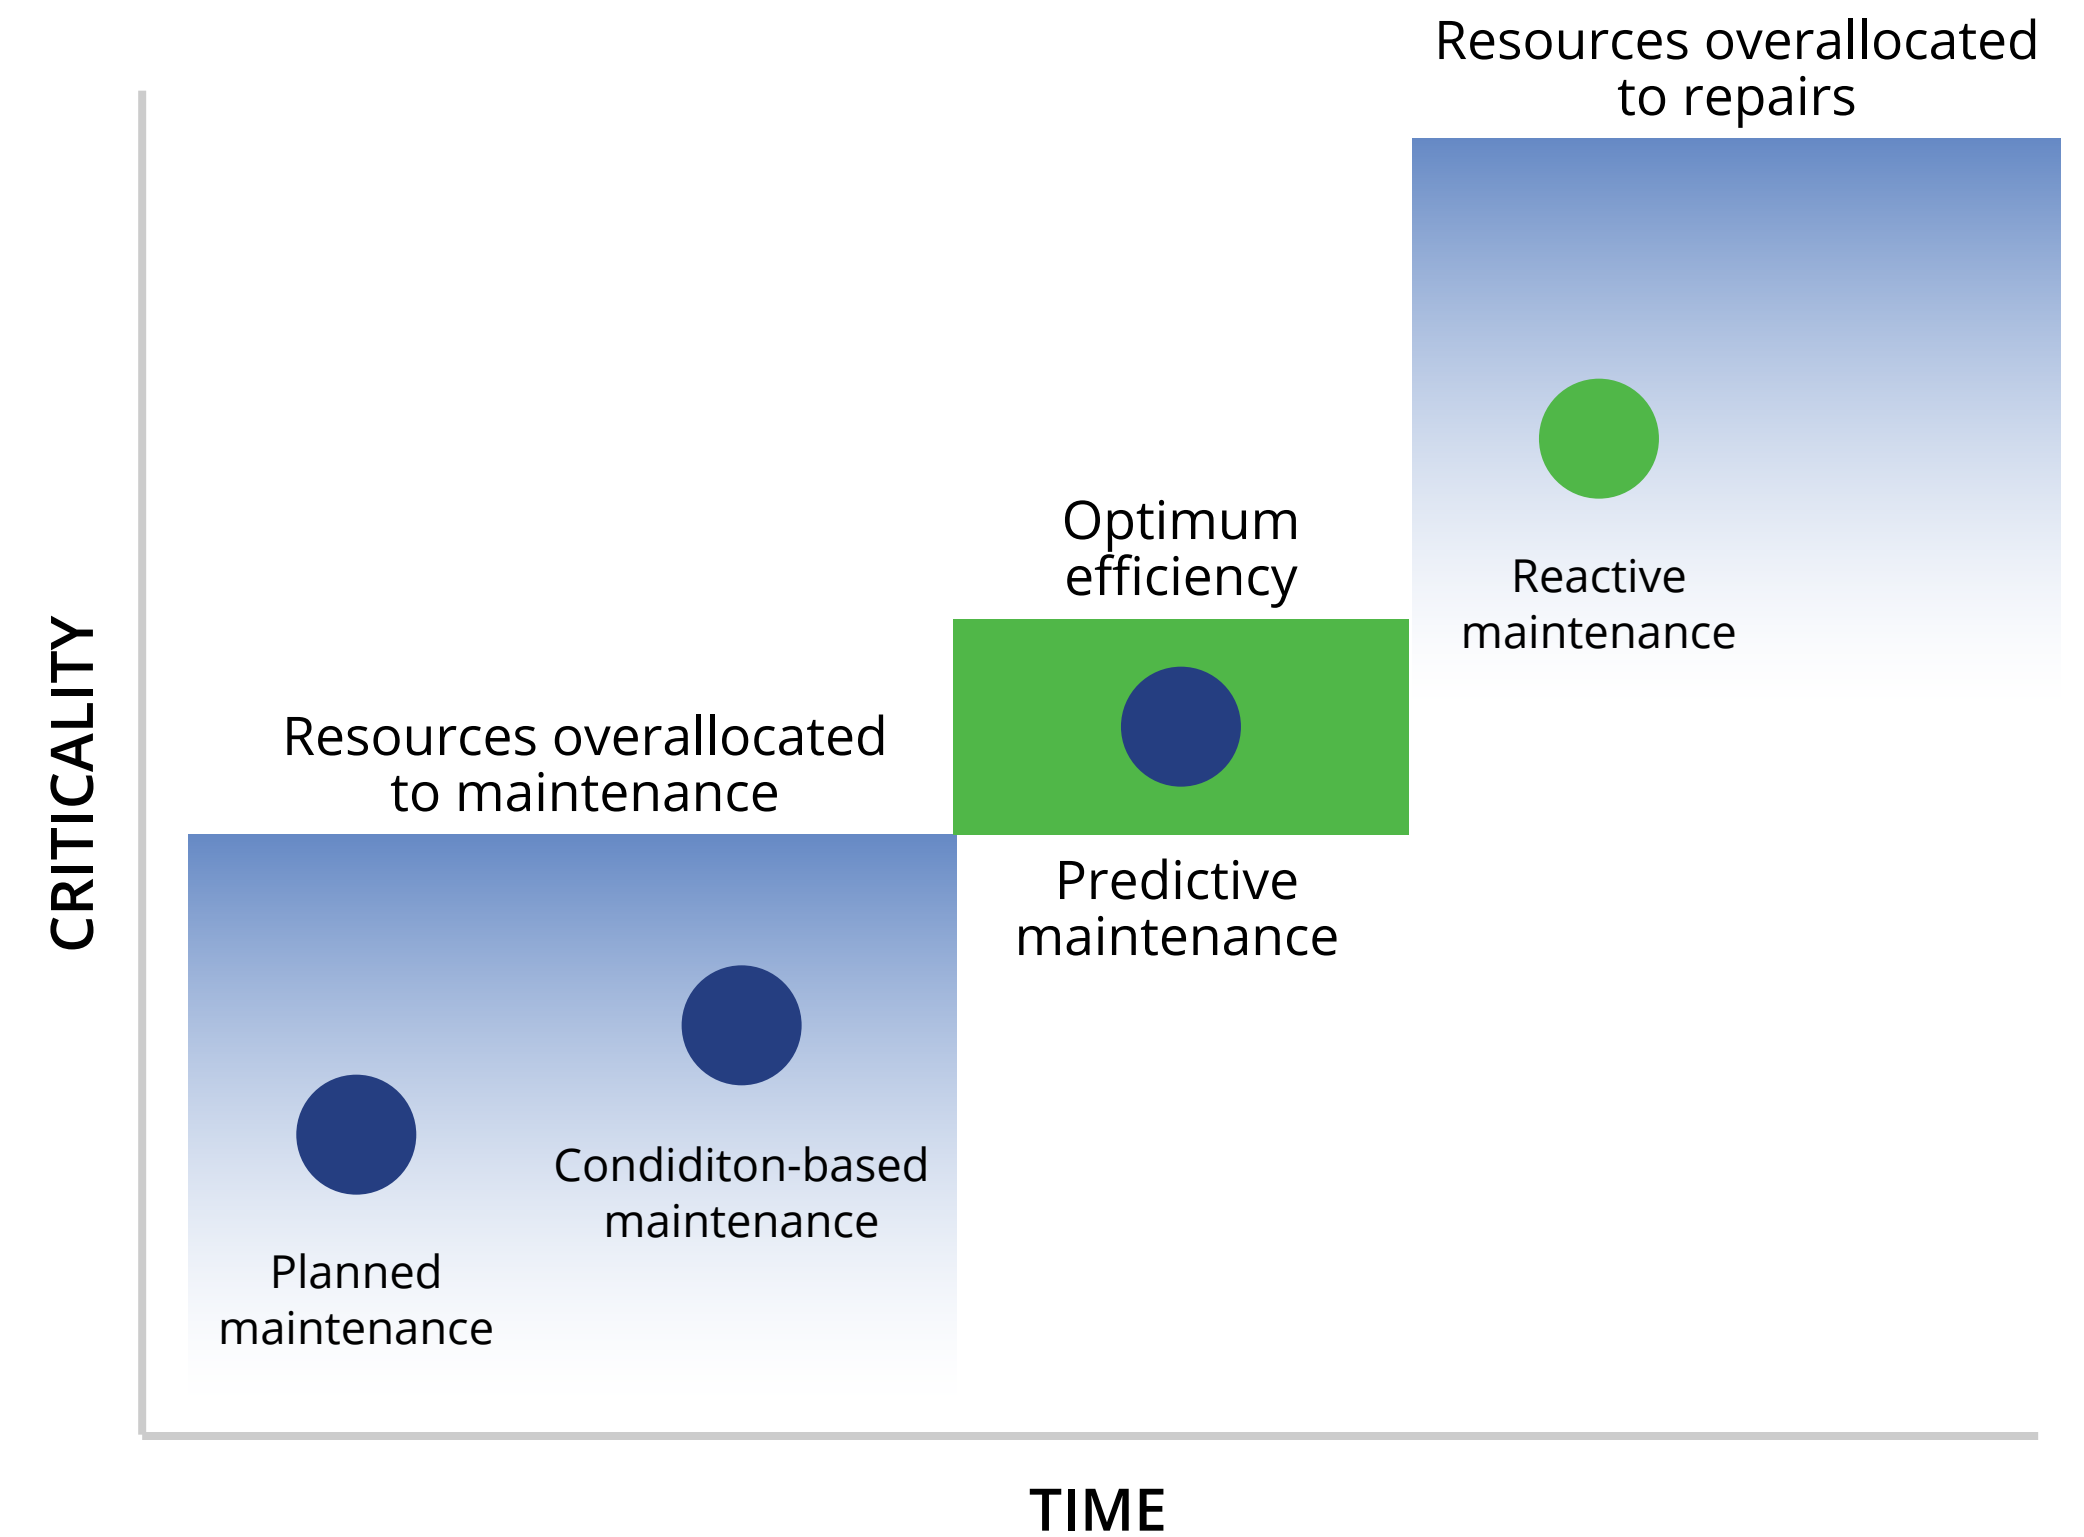 Resources overallocated
to repairs
Optimum
efficiency
Reactive
maintenance
CRITICALITY
Resources overallocated
to maintenance
Predictive
maintenance
Condiditon-based
maintenance
Planned
maintenance
TIME